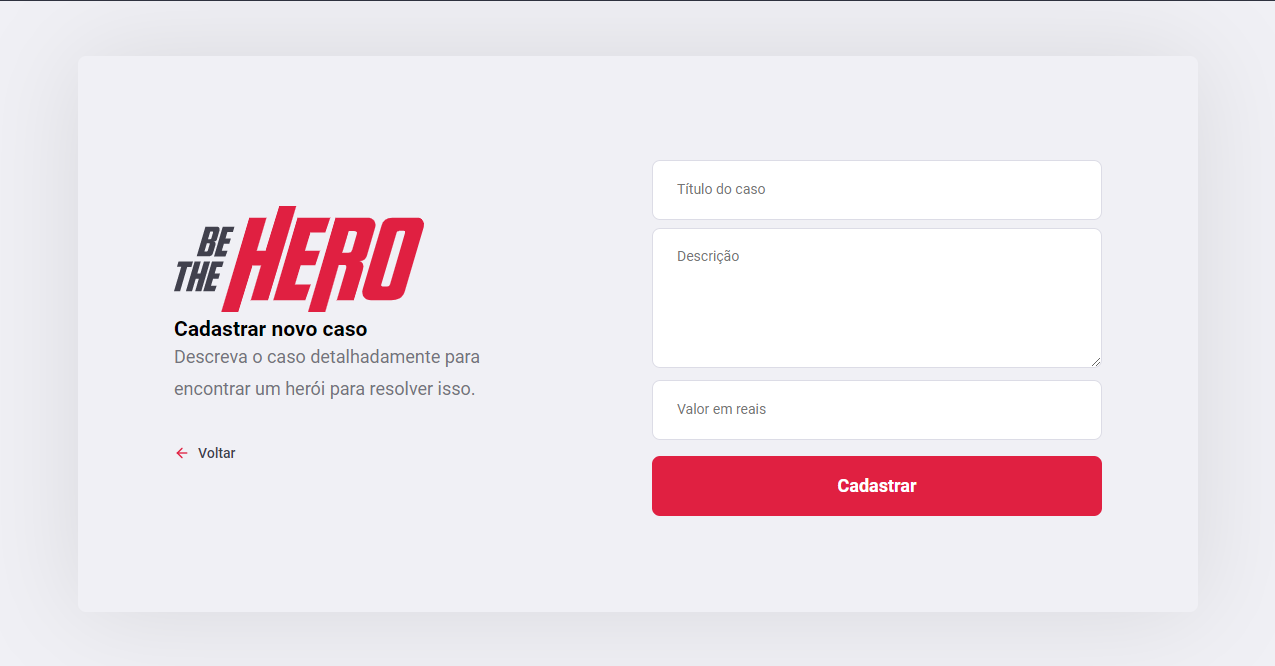 BE
THE
HERO
Cadastrar novo caso
Descreva o caso detalhadamente para
encontrar um herói para resolver isso.
Voltar
Título do caso
Descrição
Valor em reais
Cadastrar